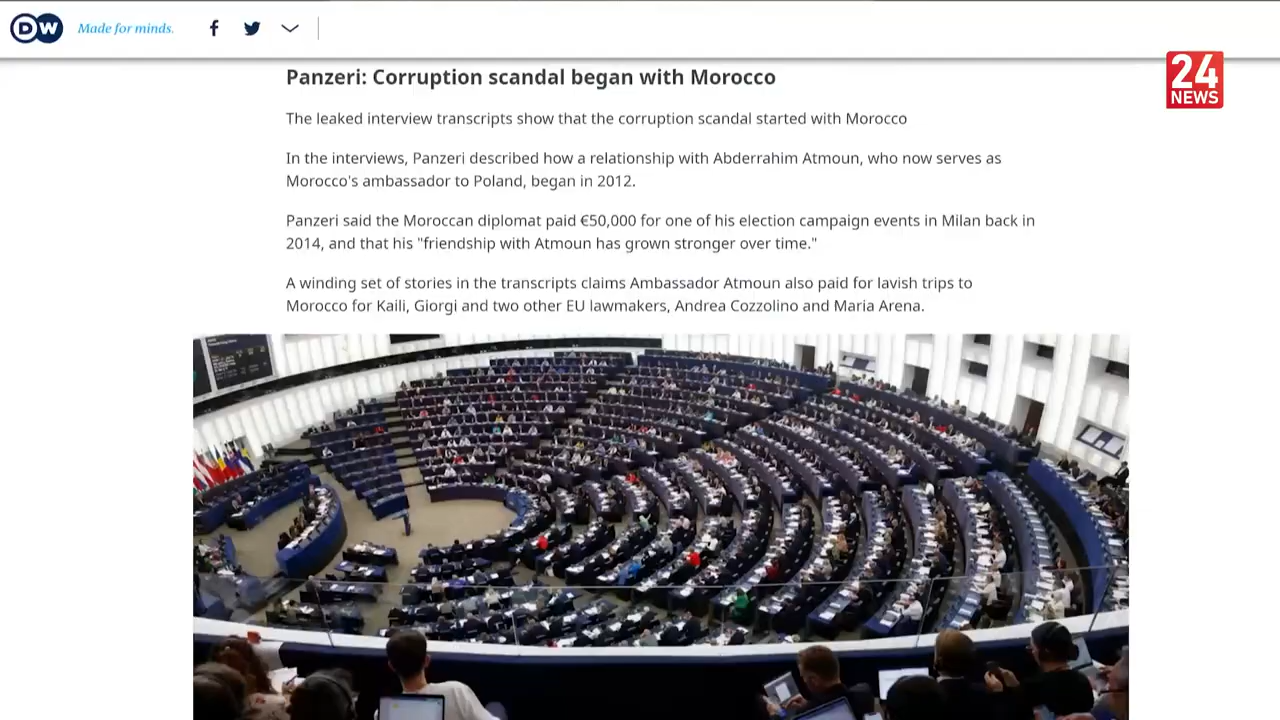 DW Made for minds.
24
NEWS
Panzeri: Corruption scandal began with Morocco
The leaked interview transcripts show that the corruption scandal started with Morocco
In the interviews, Panzeri described how a relationship with Abderrahim Atmoun, who now serves as
Morocco's ambassador to Poland, began in 2012.
Panzeri said the Moroccan diplomat paid €50,000 for one of his election campaign events in Milan back in
2014, and that his "friendship with Atmoun has grown stronger over time."
A winding set of stories in the transcripts claims Ambassador Atmoun also paid for lavish trips to
Morocco for Kaili, Giorgi and two other EU lawmakers, Andrea Cozzolino and Maria Arena.